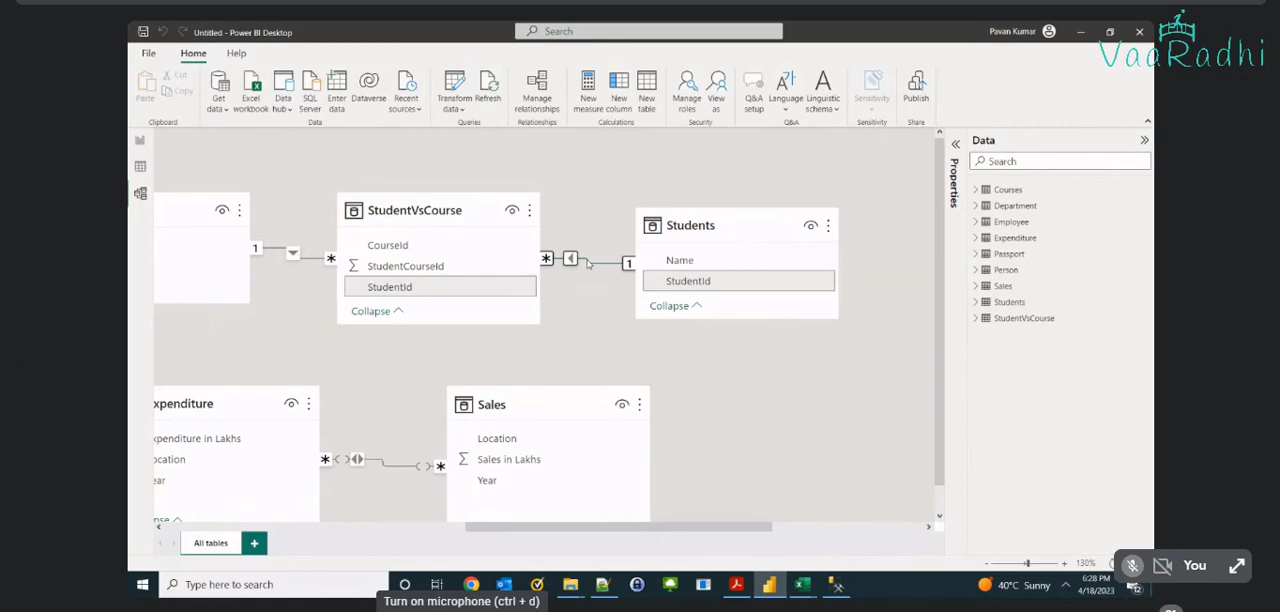 Untitled - Power BI Desktop
Search
Pavan Kumar
VaaRadhi
File Home Help
Paste
Cut
Copy
Get data
Excel workbook
Data hub
SQL Server
Enter data
Dataverse
Recent sources
Transform data
Refresh
Manage relationships
New measure
New column
New table
Manage roles
View as
Q&A setup
Language
Linguistic schema
Sensitivity
Publish
Clipboard
Data
Queries
Relationships
Calculations
Security
Q&A
Sensitivity
Share
1
*
StudentVsCourse
CourseId
Σ StudentCourseId
StudentId
Collapse
*
1
Students
Name
StudentId
Collapse
xpenditure
xpenditure in Lakhs
ocation
ear
pse
*
*
Sales
Location
Σ Sales in Lakhs
Year
Properties
Data
Search
Courses
Department
Employee
Expenditure
Passport
Person
Sales
Students
StudentVsCourse
All tables
+
- + 130%
You
Type here to search
Turn on microphone (ctrl + d)
40°C Sunny
6:28 PM
4/18/2023
12